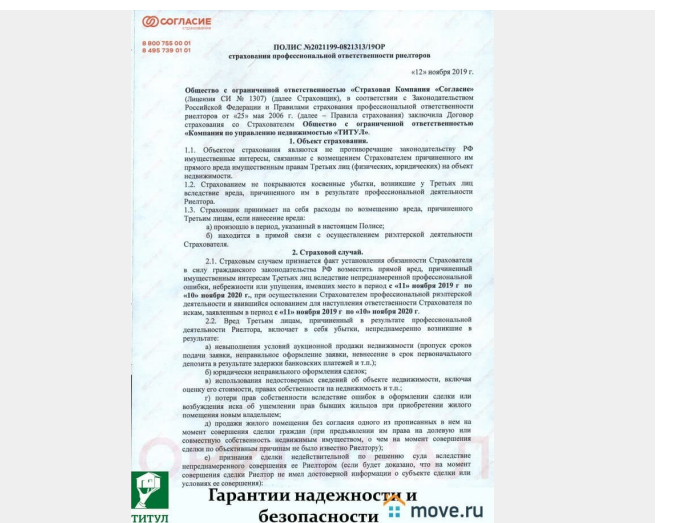 СОГЛАСИЕ
страхование
8 800 755 00 01
8 495 739 01 01
ПОЛИС №2021199-0821313/19ОР
страхования профессиональной ответственности риелторов
«12» ноября 2019 г.
Общество с ограниченной ответственностью «Страховая Компания «Согласие»
(Лицензия СИ № 1307) (далее Страховщик), в соответствии с Законодательством
Российской Федерации и Правилами страхования профессиональной ответственности
риелторов от «25» мая 2006 г. (далее – Правила страхования) заключила Договор
страхования со Страхователем Общество с ограниченной ответственностью
«Компания по управлению недвижимостью «ТИТУЛ».
1. Объект страхования.
1.1. Объектом страхования являются не противоречащие законодательству РФ
имущественные интересы, связанные с возмещением Страхователем причиненного им
прямого вреда имущественным правам Третьих лиц (физических, юридических) на объект
недвижимости.
1.2. Страхованием не покрываются косвенные убытки, возникшие у Третьих лиц
вследствие вреда, причиненного им в результате профессиональной деятельности
Риелтора.
1.3. Страховщик принимает на себя расходы по возмещению вреда, причиненного
Третьим лицам, если нанесение вреда:
а) произошло в период, указанный в настоящем Полисе;
б) находится в прямой связи с осуществлением риэлтерской деятельности
Страхователя.
2. Страховой случай.
2.1. Страховым случаем признается факт установления обязанности Страхователя
в силу гражданского законодательства РФ возместить прямой вред, причиненный
имущественным интересам Третьих лиц вследствие непреднамеренной профессиональной
ошибки, небрежности или упущения, имевших место в период с «11» ноября 2019 г по
«10» ноября 2020 г., при осуществлении Страхователем профессиональной риэлтерской
деятельности и явившийся основанием для наступления ответственности Страхователя по
искам, заявленным в период с «11» ноября 2019 г по «10» ноября 2020 г.
2.2. Вред Третьим лицам, причиненный в результате профессиональной
деятельности Риелтора, включает в себя убытки, непреднамеренно возникшие в
результате:
а) невыполнения условий аукционной продажи недвижимости (пропуск сроков
подачи заявки, неправильное оформление заявки, невнесение в срок первоначального
депозита в результате задержки банковских платежей и т.п.);
б) юридически неправильного оформления сделок;
в) использования недостоверных сведений об объекте недвижимости, включая
оценку его стоимости, правах собственности на недвижимость и т.п.;
г) потери прав собственности вследствие ошибок в оформлении сделки или
возбуждения иска об ущемлении прав бывших жильцов при приобретении жилого
помещения новым владельцем;
д) продажи жилого помещения без согласия одного из прописанных в нем на
момент совершения сделки граждан (при предъявлении им права на долевую или
совместную собственность недвижимым имуществом, о чем на момент совершения
сделки по объективным причинам не было известно Риелтору);
е) признания сделки недействительной по решению суда вследствие
непреднамеренного совершения ее Риелтором (если будет доказано, что на момент
совершения сделки Риелтор не имел достоверной информации о субъекте сделки или
условиях ее совершения);
Гарантии надежности и
безопасности
move.ru
ТИТУЛ